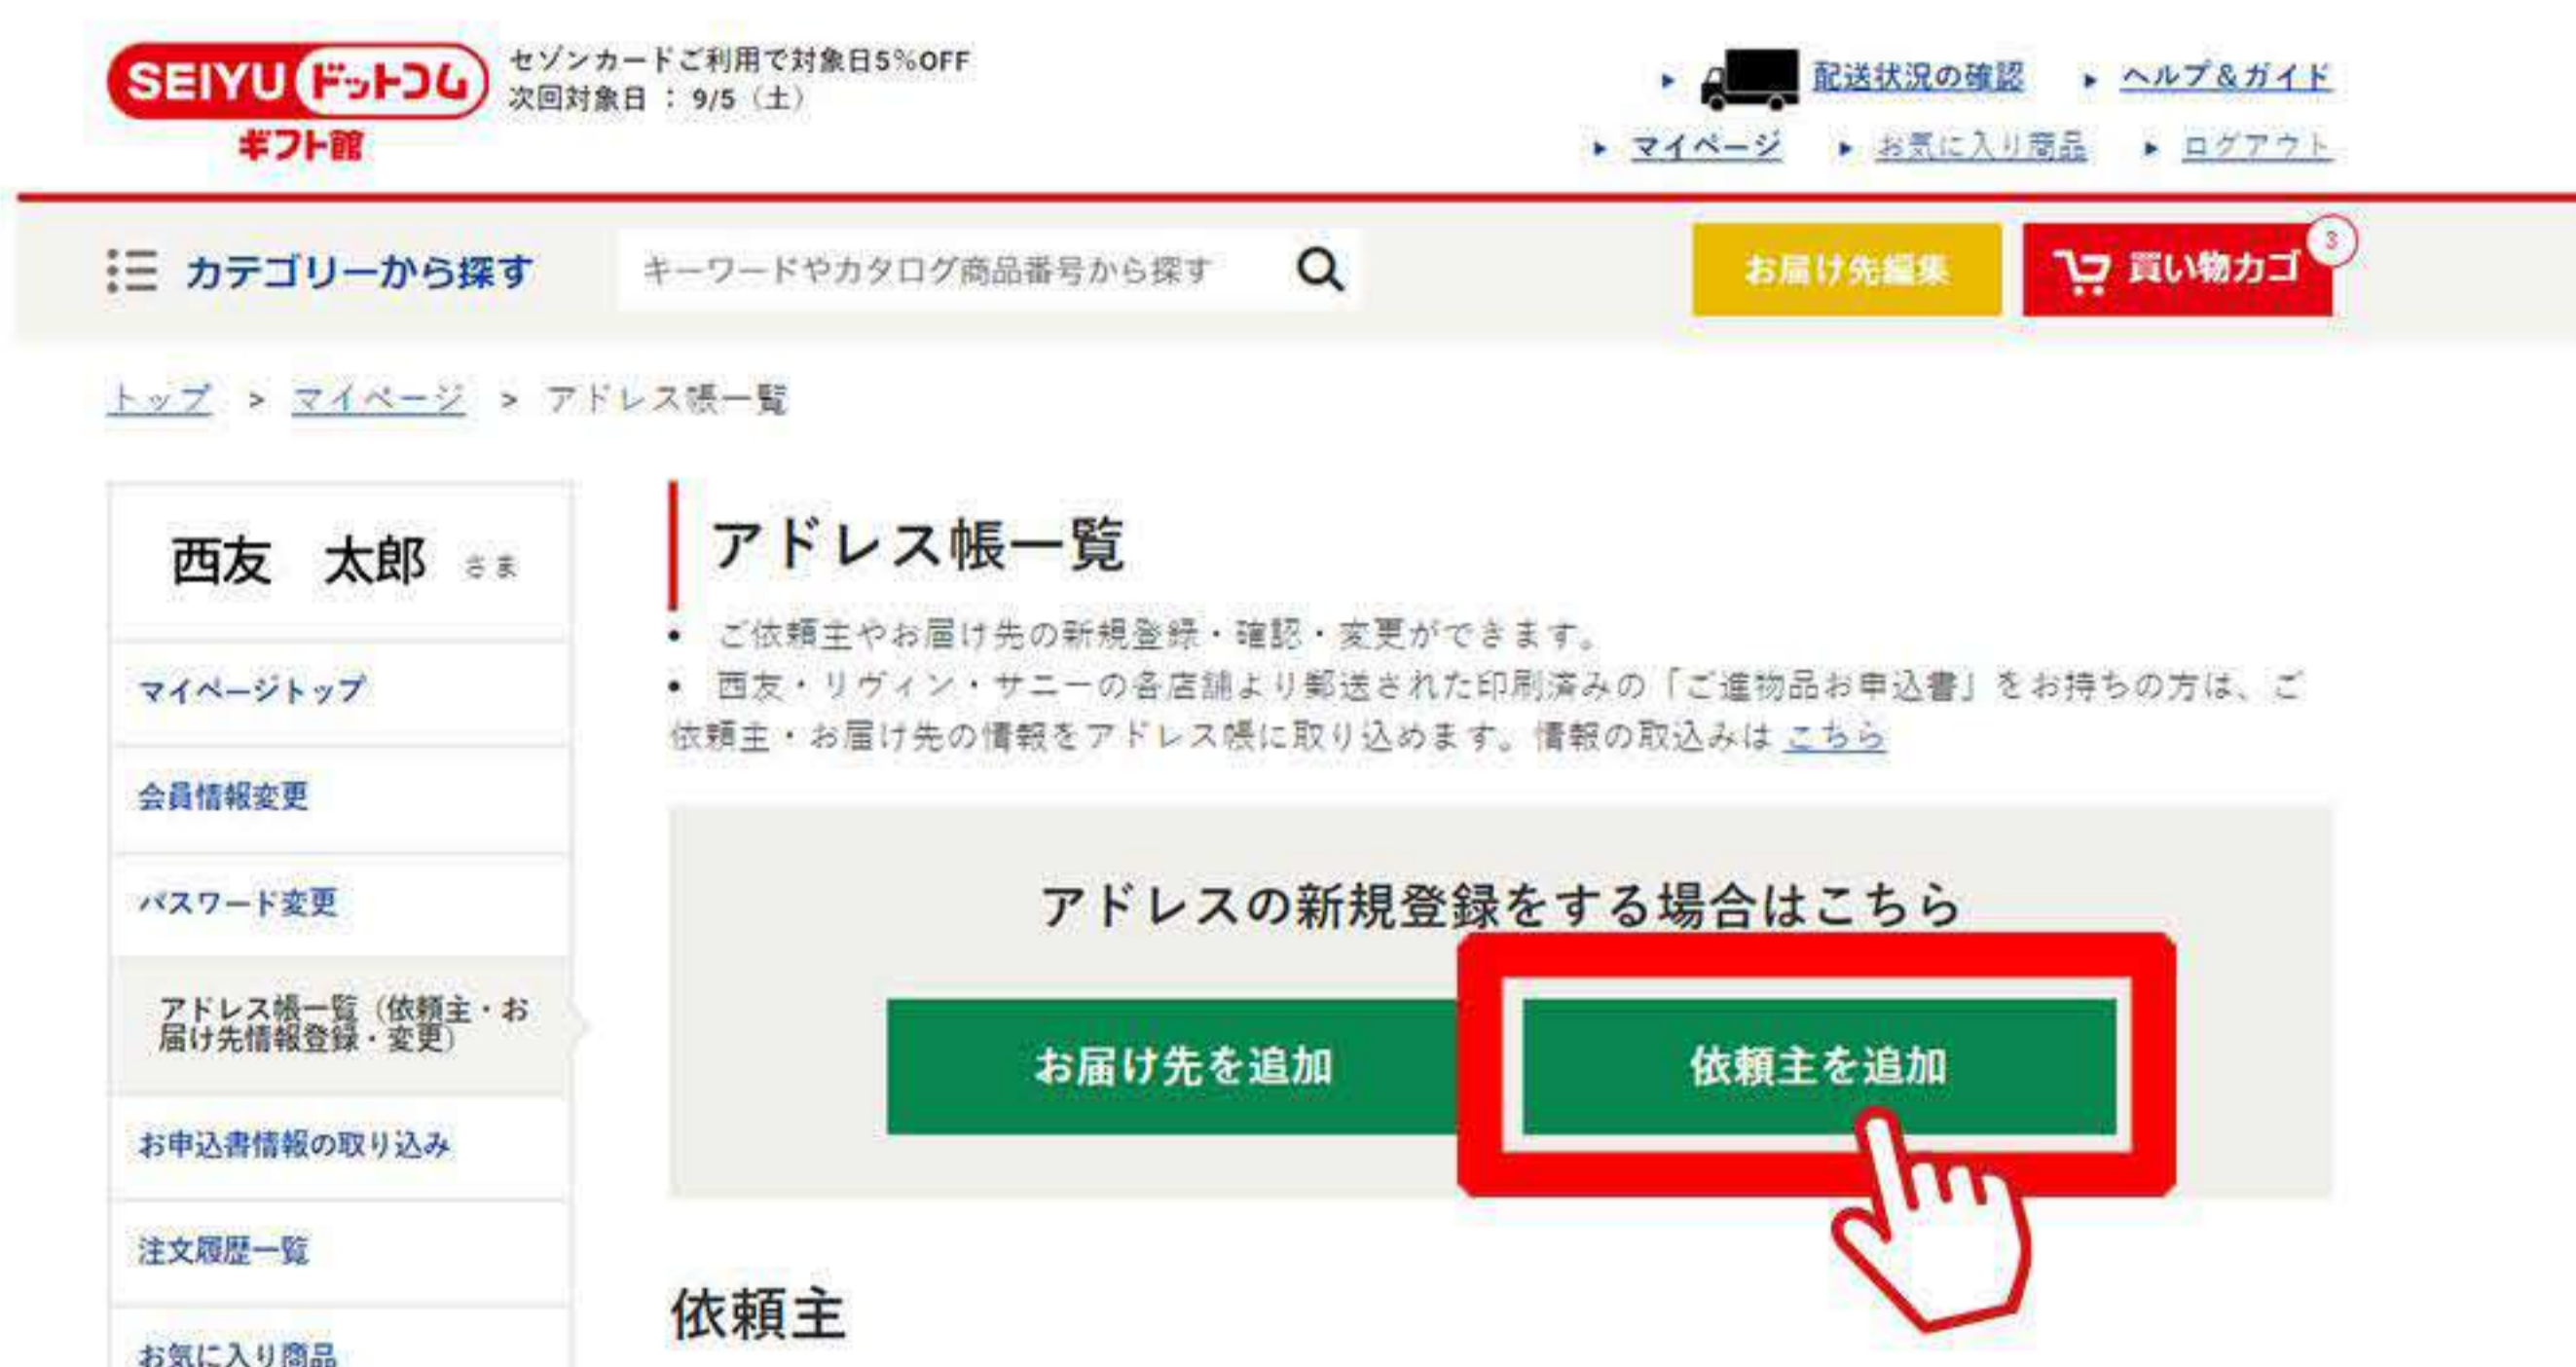 SEIYU ドットコム
ギフト館
セゾンカードご利用で対象日5%OFF
次回対象日 : 9/5 (土)
配送状況の確認
ヘルプ&ガイド
マイページ
お気に入り商品
ログアウト
カテゴリーから探す
キーワードやカタログ商品番号から探す
お届け先編集
買い物カゴ
3
トップ > マイページ > アドレス帳一覧
西友 太郎 さま
マイページトップ
会員情報変更
パスワード変更
アドレス帳一覧(依頼主・お
届け先情報登録・変更)
お申込書情報の取り込み
注文履歴一覧
お気に入り商品
アドレス帳一覧
• ご依頼主やお届け先の新規登録・確認・変更ができます。
• 西友・リヴィン・サニーの各店舗より郵送された印刷済みの「ご進物品お申込書」をお持ちの方は、ご
依頼主・お届け先の情報をアドレス帳に取り込めます。情報の取込みは こちら
アドレスの新規登録をする場合はこちら
お届け先を追加
依頼主を追加
依頼主